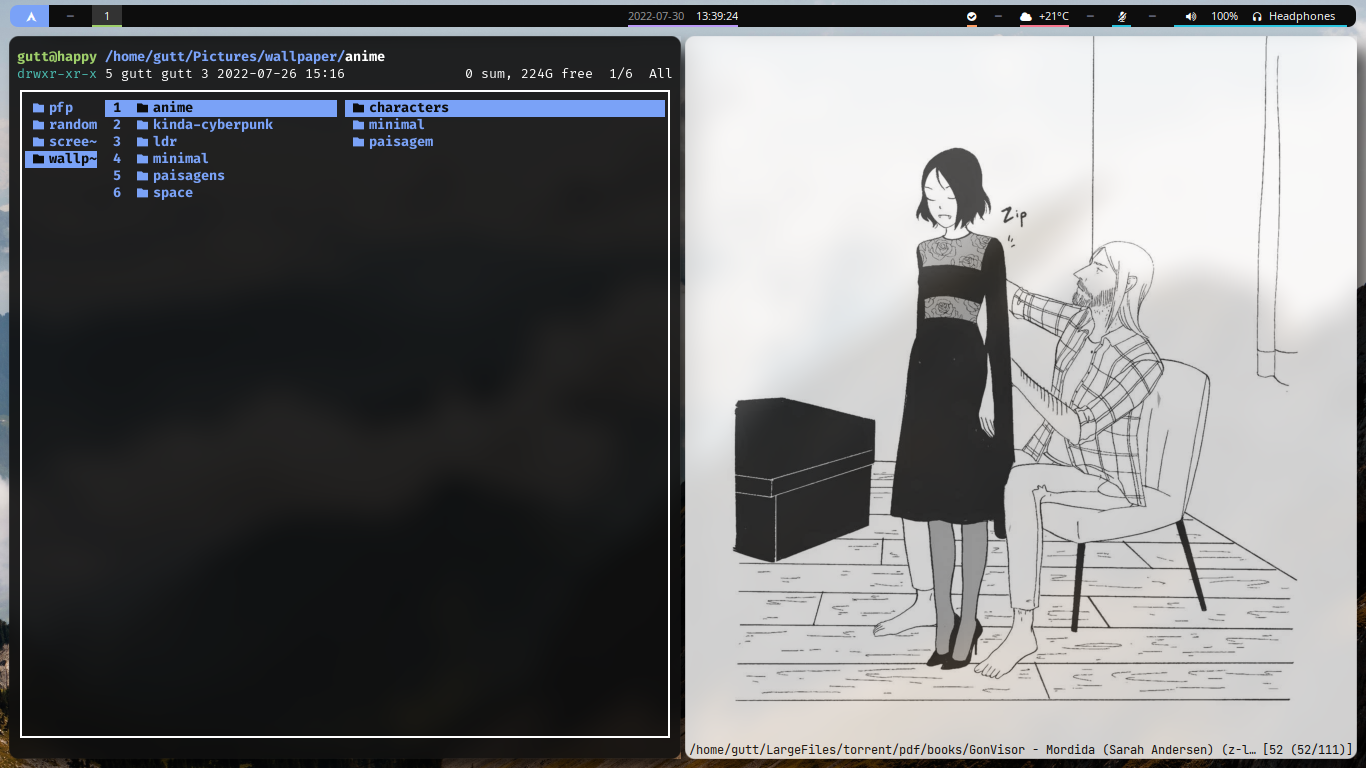 1
2022-07-30 13:39:24
+21°C
100% Headphones
gutt@happy /home/gutt/Pictures/wallpaper/anime
drwxr-xr-x 5 gutt gutt 3 2022-07-26 15:16 0 sum, 224G free 1/6 All
pfp 1 anime characters
random 2 kinda-cyberpunk minimal
scree~ 3 ldr paisagem
wallp~ 4 minimal
5 paisagens
6 space
Zip
/home/gutt/LargeFiles/torrent/pdf/books/GonVisor - Mordida (Sarah Andersen) (z-l… [52 (52/111)]